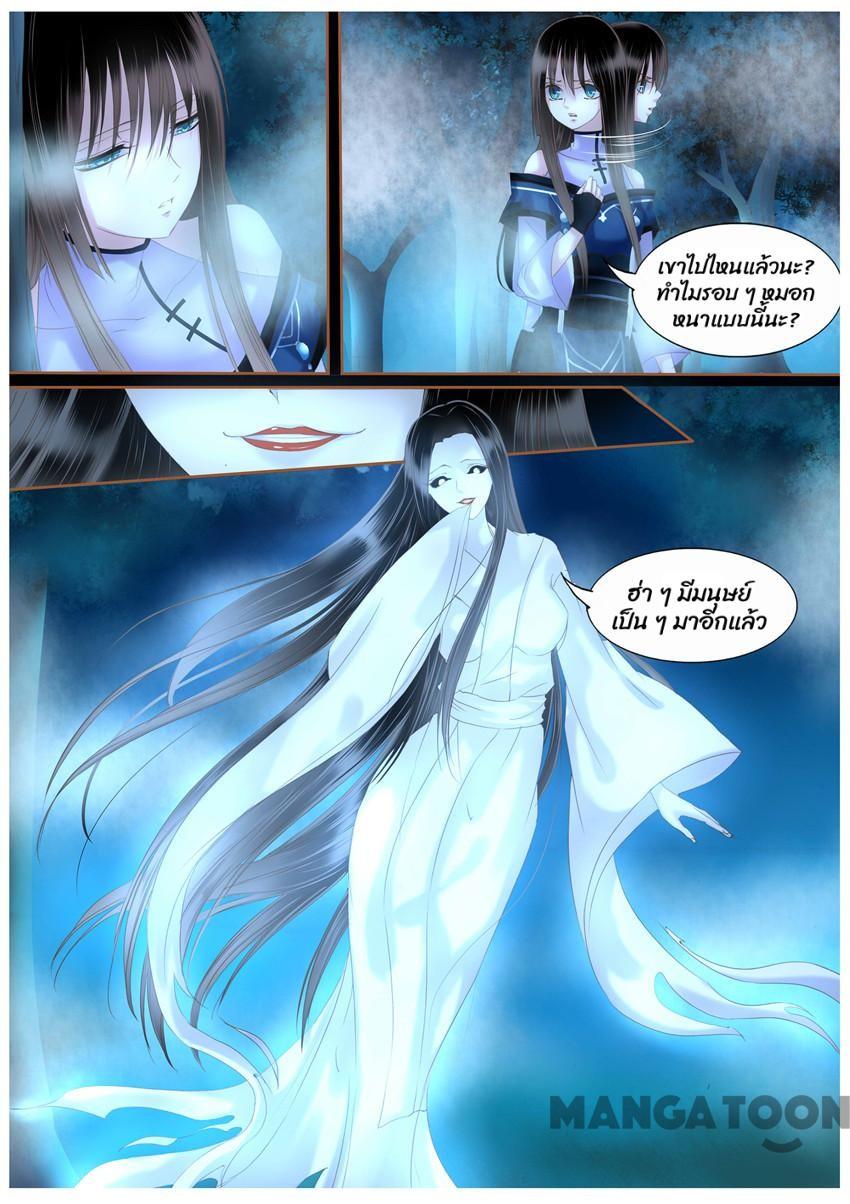 เขาไปไหนแล้วนะ?
ทำไมรอบ ๆ หมอก
หนาแบบนี้นะ?
ฮ่า ๆ มีมนุษย์
เป็น ๆ มาอีกแล้ว
MANGATOON